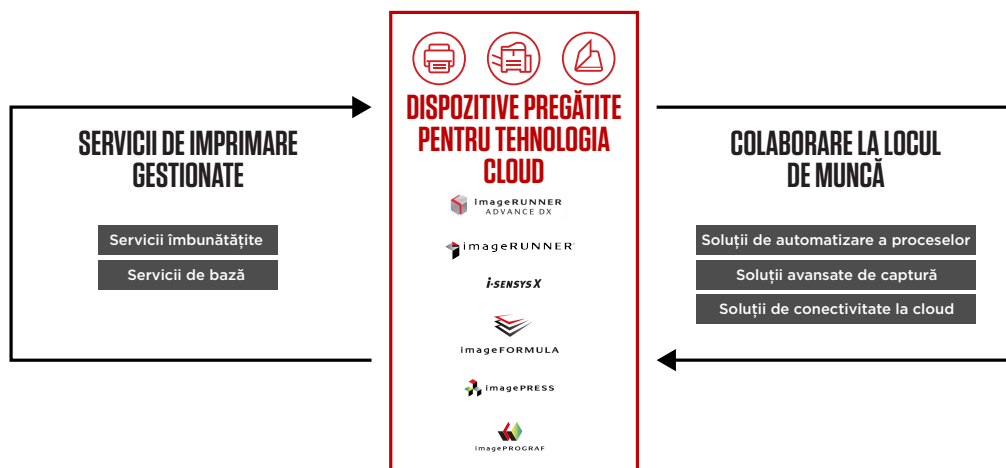 SERVICII DE IMPRIMARE
GESTIONATE
Servicii îmbunătățite
Servicii de bază
DISPOZITIVE PREGĂTITE
PENTRU TEHNOLOGIA
CLOUD
imageRUNNER
ADVANCE DX
imageRUNNER
i-SENSYS X
imageFORMULA
imagePRESS
imagePROGRAF
COLABORARE LA LOCUL
DE MUNCĂ
Soluții de automatizare a proceselor
Soluții avansate de captură
Soluții de conectivitate la cloud